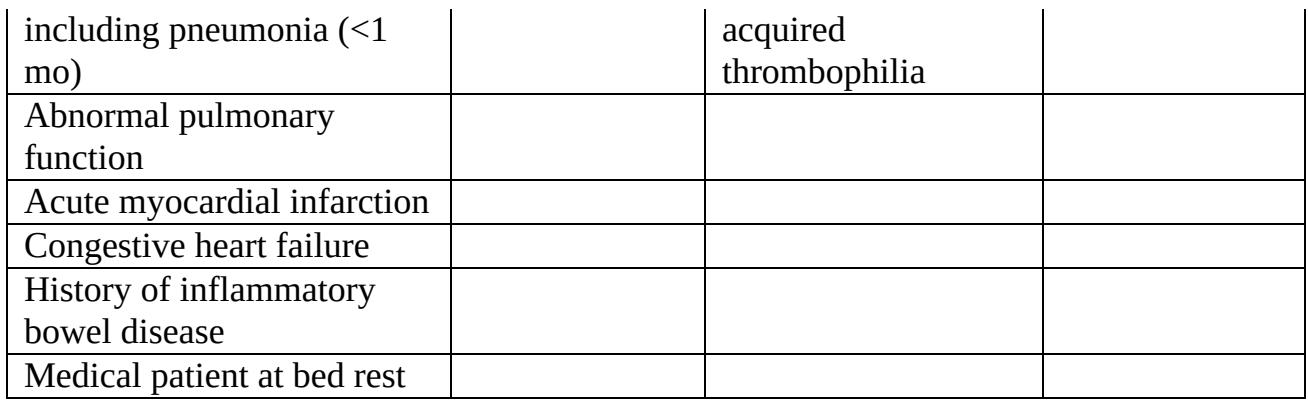 including pneumonia (<1
mo)
acquired
thrombophilia
Abnormal pulmonary
function
Acute myocardial infarction
Congestive heart failure
History of inflammatory
bowel disease
Medical patient at bed rest